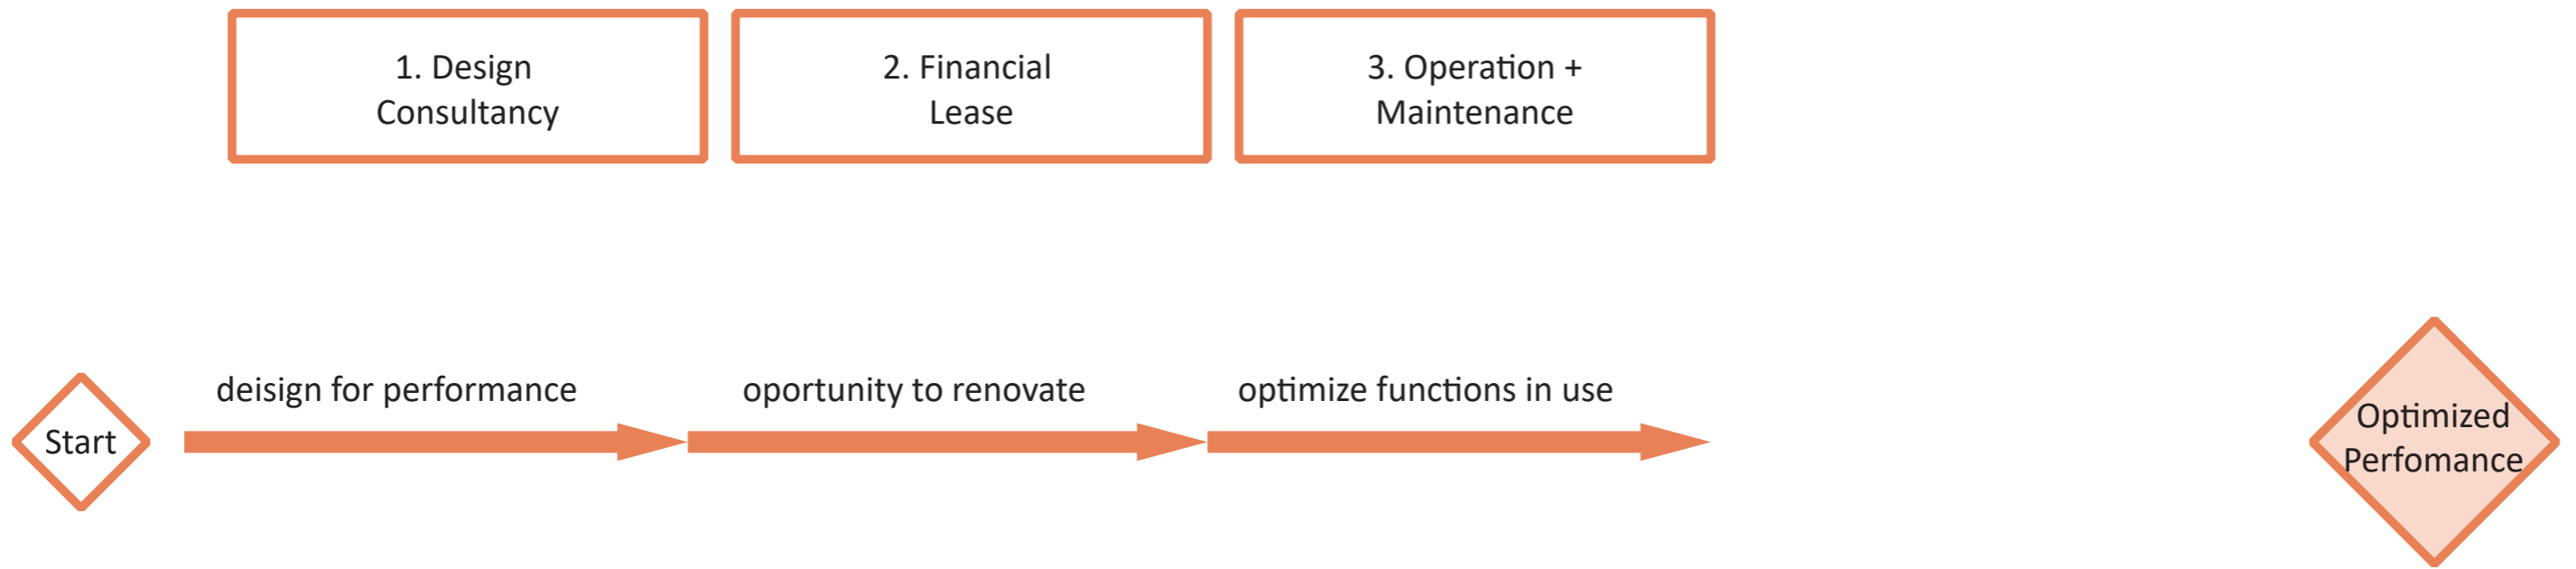 1. Design
Consultancy
2. Financial
Lease
3. Operation +
Maintenance
Start
deisign for performance
oportunity to renovate
optimize functions in use
Optimized
Perfomance